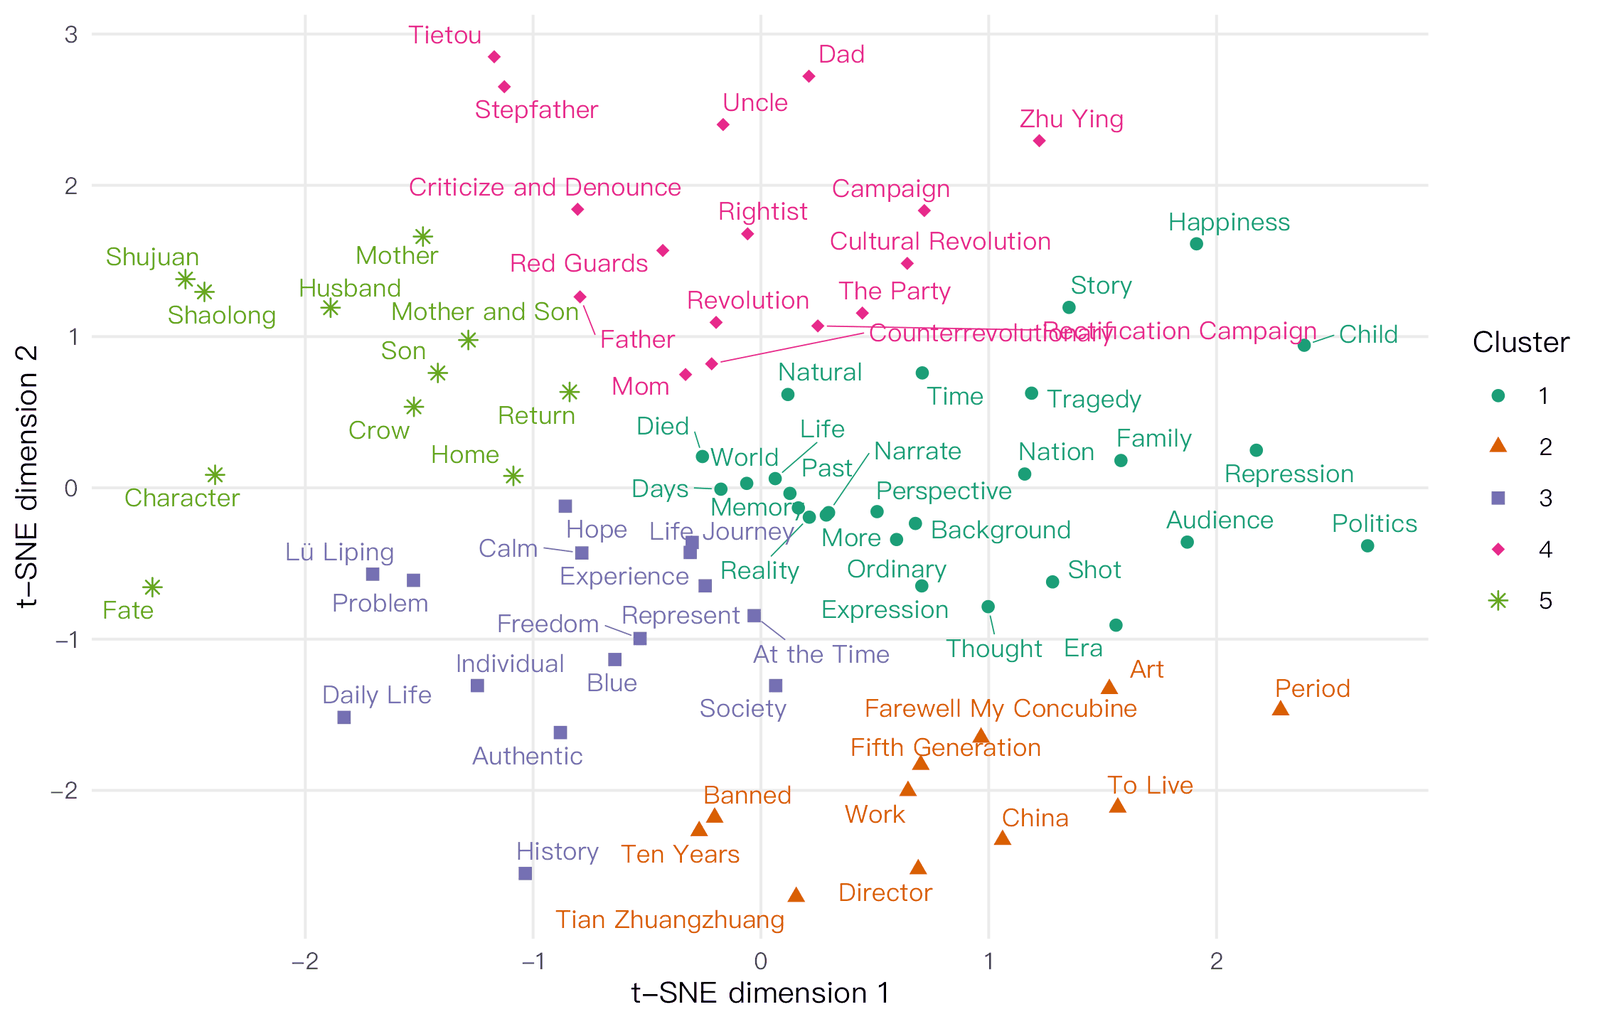 3
Tietou
Dad
Stepfather
Uncle
Zhu Ying
2
Criticize and Denounce
Campaign
Rightist
Happiness
Shujuan
Mother
Red Guards
Cultural Revolution
Husband
Story
The Party
Shaolong
Mother and Son
Revolution
1
Father
Counterrevolutionary
Rectification Campaign
Child
Son
Natural
Mom
Time
Tragedy
Return
Crow
Died
Life
Home
World
Past
Narrate
Nation
Family
Repression
0
Character
Days
Memory
Perspective
Hope
Life Journey
More
Background
Audience
Politics
Lü Liping
Calm
Experience
Reality
Ordinary
Shot
Problem
Fate
Represent
Expression
Freedom
−1
At the Time
Thought
Era
Individual
Art
Daily Life
Blue
Society
Farewell My Concubine
Period
Authentic
Fifth Generation
−2
Banned
Work
To Live
China
Ten Years
History
Director
Tian Zhuangzhuang
−2
−1
0
1
2
t−SNE dimension 1
t−SNE dimension 2
Cluster
1
2
3
4
5